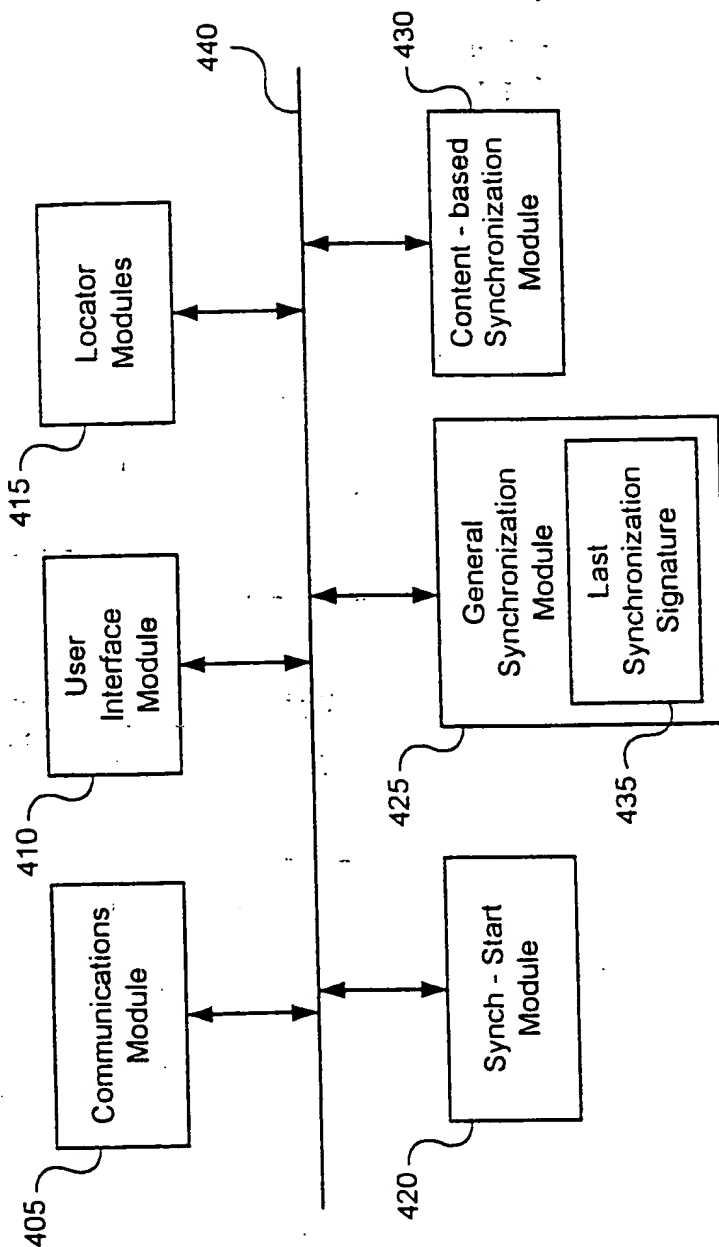 405
Communications
Module
410
User
Interface
Module
415
Locator
Modules
440
420
Synch - Start
Module
425
General
Synchronization
Module
435
Last
Synchronization
Signature
430
Content - based
Synchronization
Module